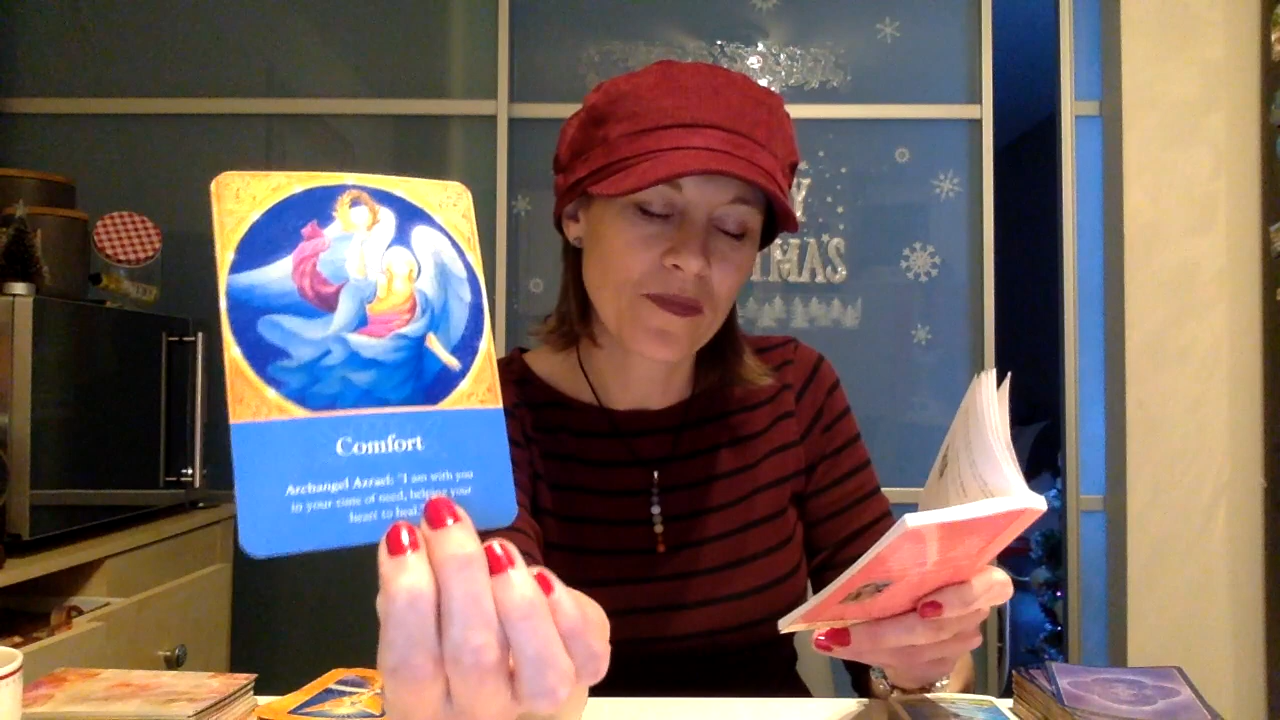 Comfort
Archangel Azrael: "I am with you
in your time of need, helping your
heart to heal.
Y
MAS